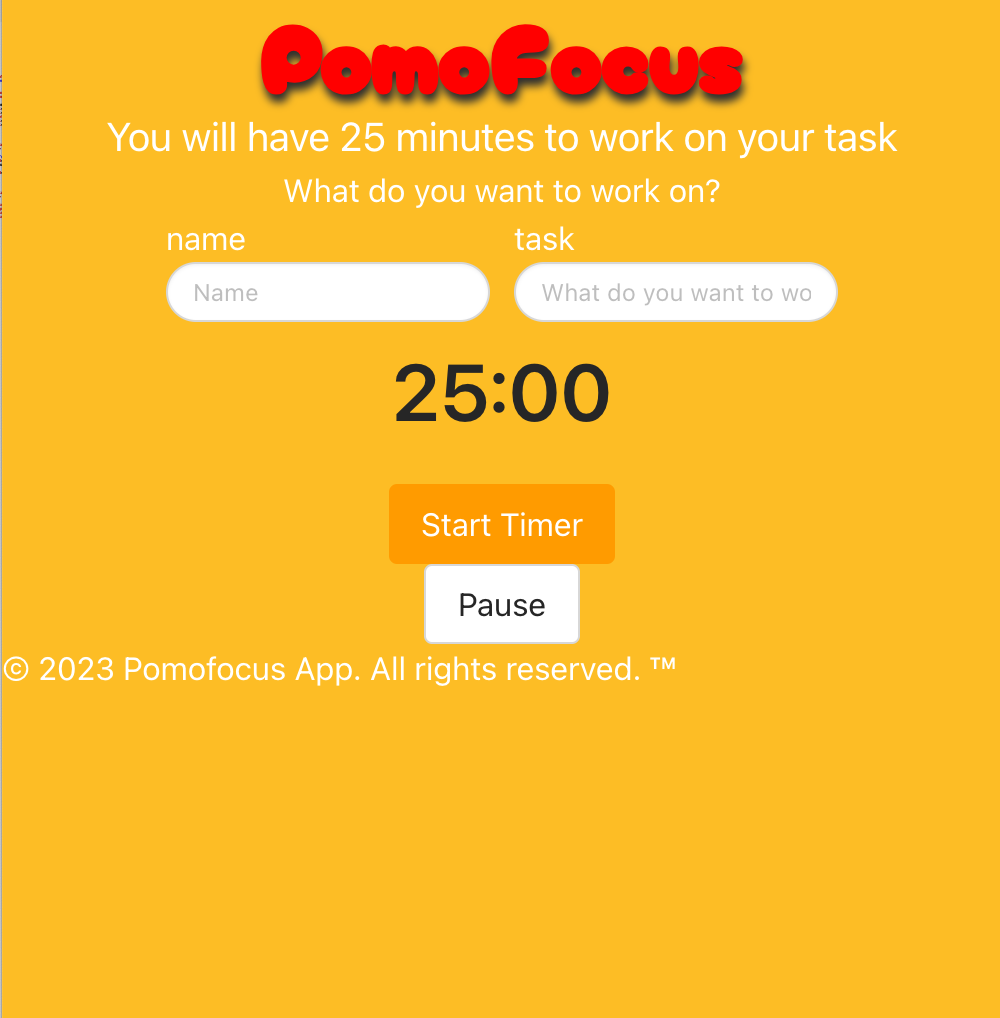 PomoFocus
You will have 25 minutes to work on your task
What do you want to work on?
name task
Name What do you want to wo
25:00
Start Timer
Pause
© 2023 Pomofocus App. All rights reserved. ™